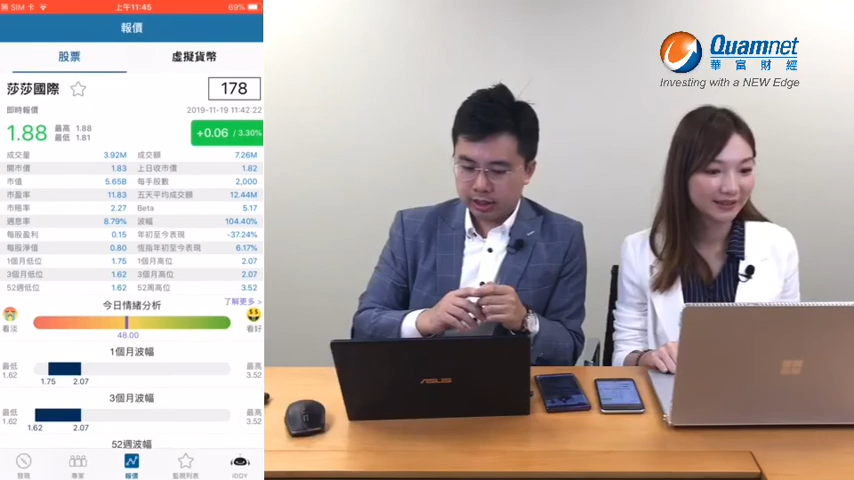 無 SIM 卡 上午11:45 69%
報價
股票 虛擬貨幣
莎莎國際 178
即時報價 2019-11-19 11:42:22
1.88 最高 1.88 +0.06 / 3.30%
最低 1.81
成交量 3.92M 成交額 7.26M
開市價 1.83 上日收市價 1.82
市值 5.65B 每手股數 2,000
市盈率 11.83 五天平均成交額 12.44M
市賬率 2.27 Beta 5.17
週息率 8.79% 波幅 104.40%
每股盈利 0.15 年初至今表現 -37.24%
每股淨值 0.80 恆指年初至今表現 6.17%
1個月低位 1.75 1個月高位 2.07
3個月低位 1.62 3個月高位 2.07
52週低位 1.62 52周高位 3.52
今日情緒分析 了解更多 >
看淡 看好
48.00
1個月波幅
最低 最高
1.62 3.52
1.75 2.07
3個月波幅
最低 最高
1.62 3.52
1.62 2.07
52週波幅
發現 專家 報價 監視列表 iDDY
Quamnet
華富財經
Investing with a NEW Edge
ASUS